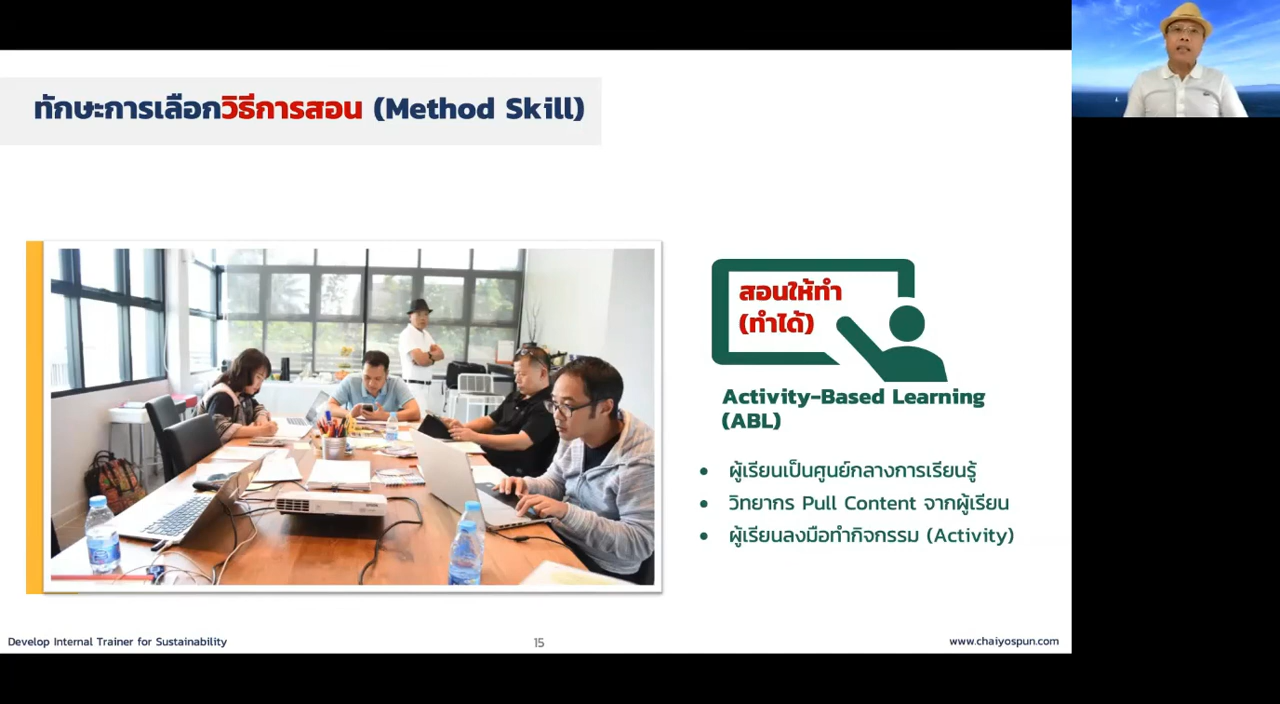 ทักษะการเลือกวิธีการสอน (Method Skill)
สอนให้ทำ
(ทำได้)
Activity-Based Learning
(ABL)
• ผู้เรียนเป็นศูนย์กลางการเรียนรู้
• วิทยากร Pull Content จากผู้เรียน
• ผู้เรียนลงมือทำกิจกรรม (Activity)
Develop Internal Trainer for Sustainability
15
www.chaiyospun.com